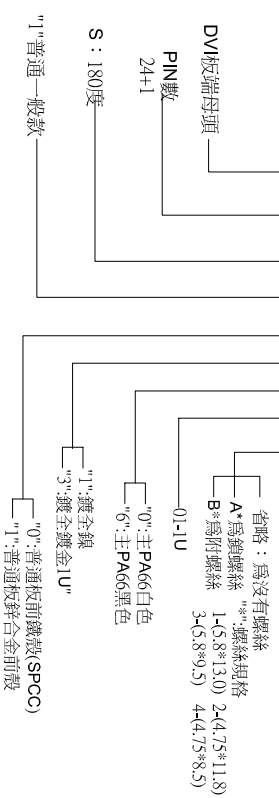 DVI板端母頭
PIN數
24+1
S：180度
"1"普通一般款
省略：為沒有螺絲
A*為鎖螺絲
B*為附螺絲
"*":螺絲規格
1-(5.8*13.0) 2-(4.75*11.8)
3-(5.8*9.5) 4-(4.75*8.5)
01-1U
"0":主PA66白色
"6":主PA66黑色
"1":鍍全鎳
"3":鍍全鍍金1U"
"0":普通板前鐵殼(SPCC)
"1":普通板鋅合金前殼